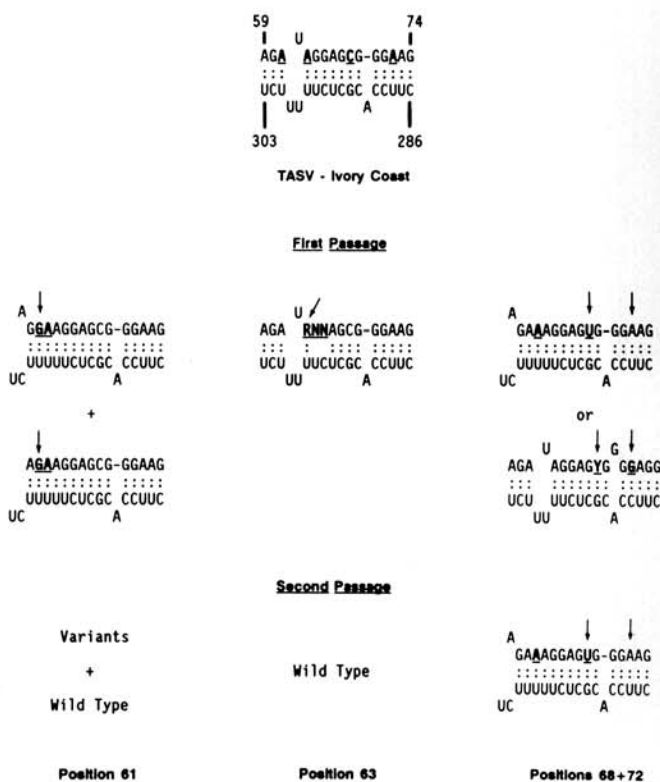 59 74
U
AGA AGGAGCG-GGAAG
::: ::::::: :::::
UCU UUCUCGC CCUUC
UU A
303 286
TASV - Ivory Coast
First Passage
A
GGAAGGAGCG-GGAAG
:::::::::: :::::
UUUUUCUCGC CCUUC
UC A
+
AGAAGGAGCG-GGAAG
:::::::::: :::::
UUUUUCUCGC CCUUC
UC A
U
AGA RNNAGCG-GGAAG
::: : ::::: :::::
UCU UUCUCGC CCUUC
UU A
A
GAAAGGAGUG-GGAAG
:::::::::: :::::
UUUUUCUCGC CCUUC
UC A
or
U G
AGA AGGAGYG GGAGG
::: ::::::: :::::
UCU UUCUCGC CCUUC
UU A
Second Passage
Variants
+
Wild Type
Wild Type
A
GAAAGGAGUG-GGAAG
:::::::::: :::::
UUUUUCUCGC CCUUC
UC A
Position 61 Position 63 Positions 68+72